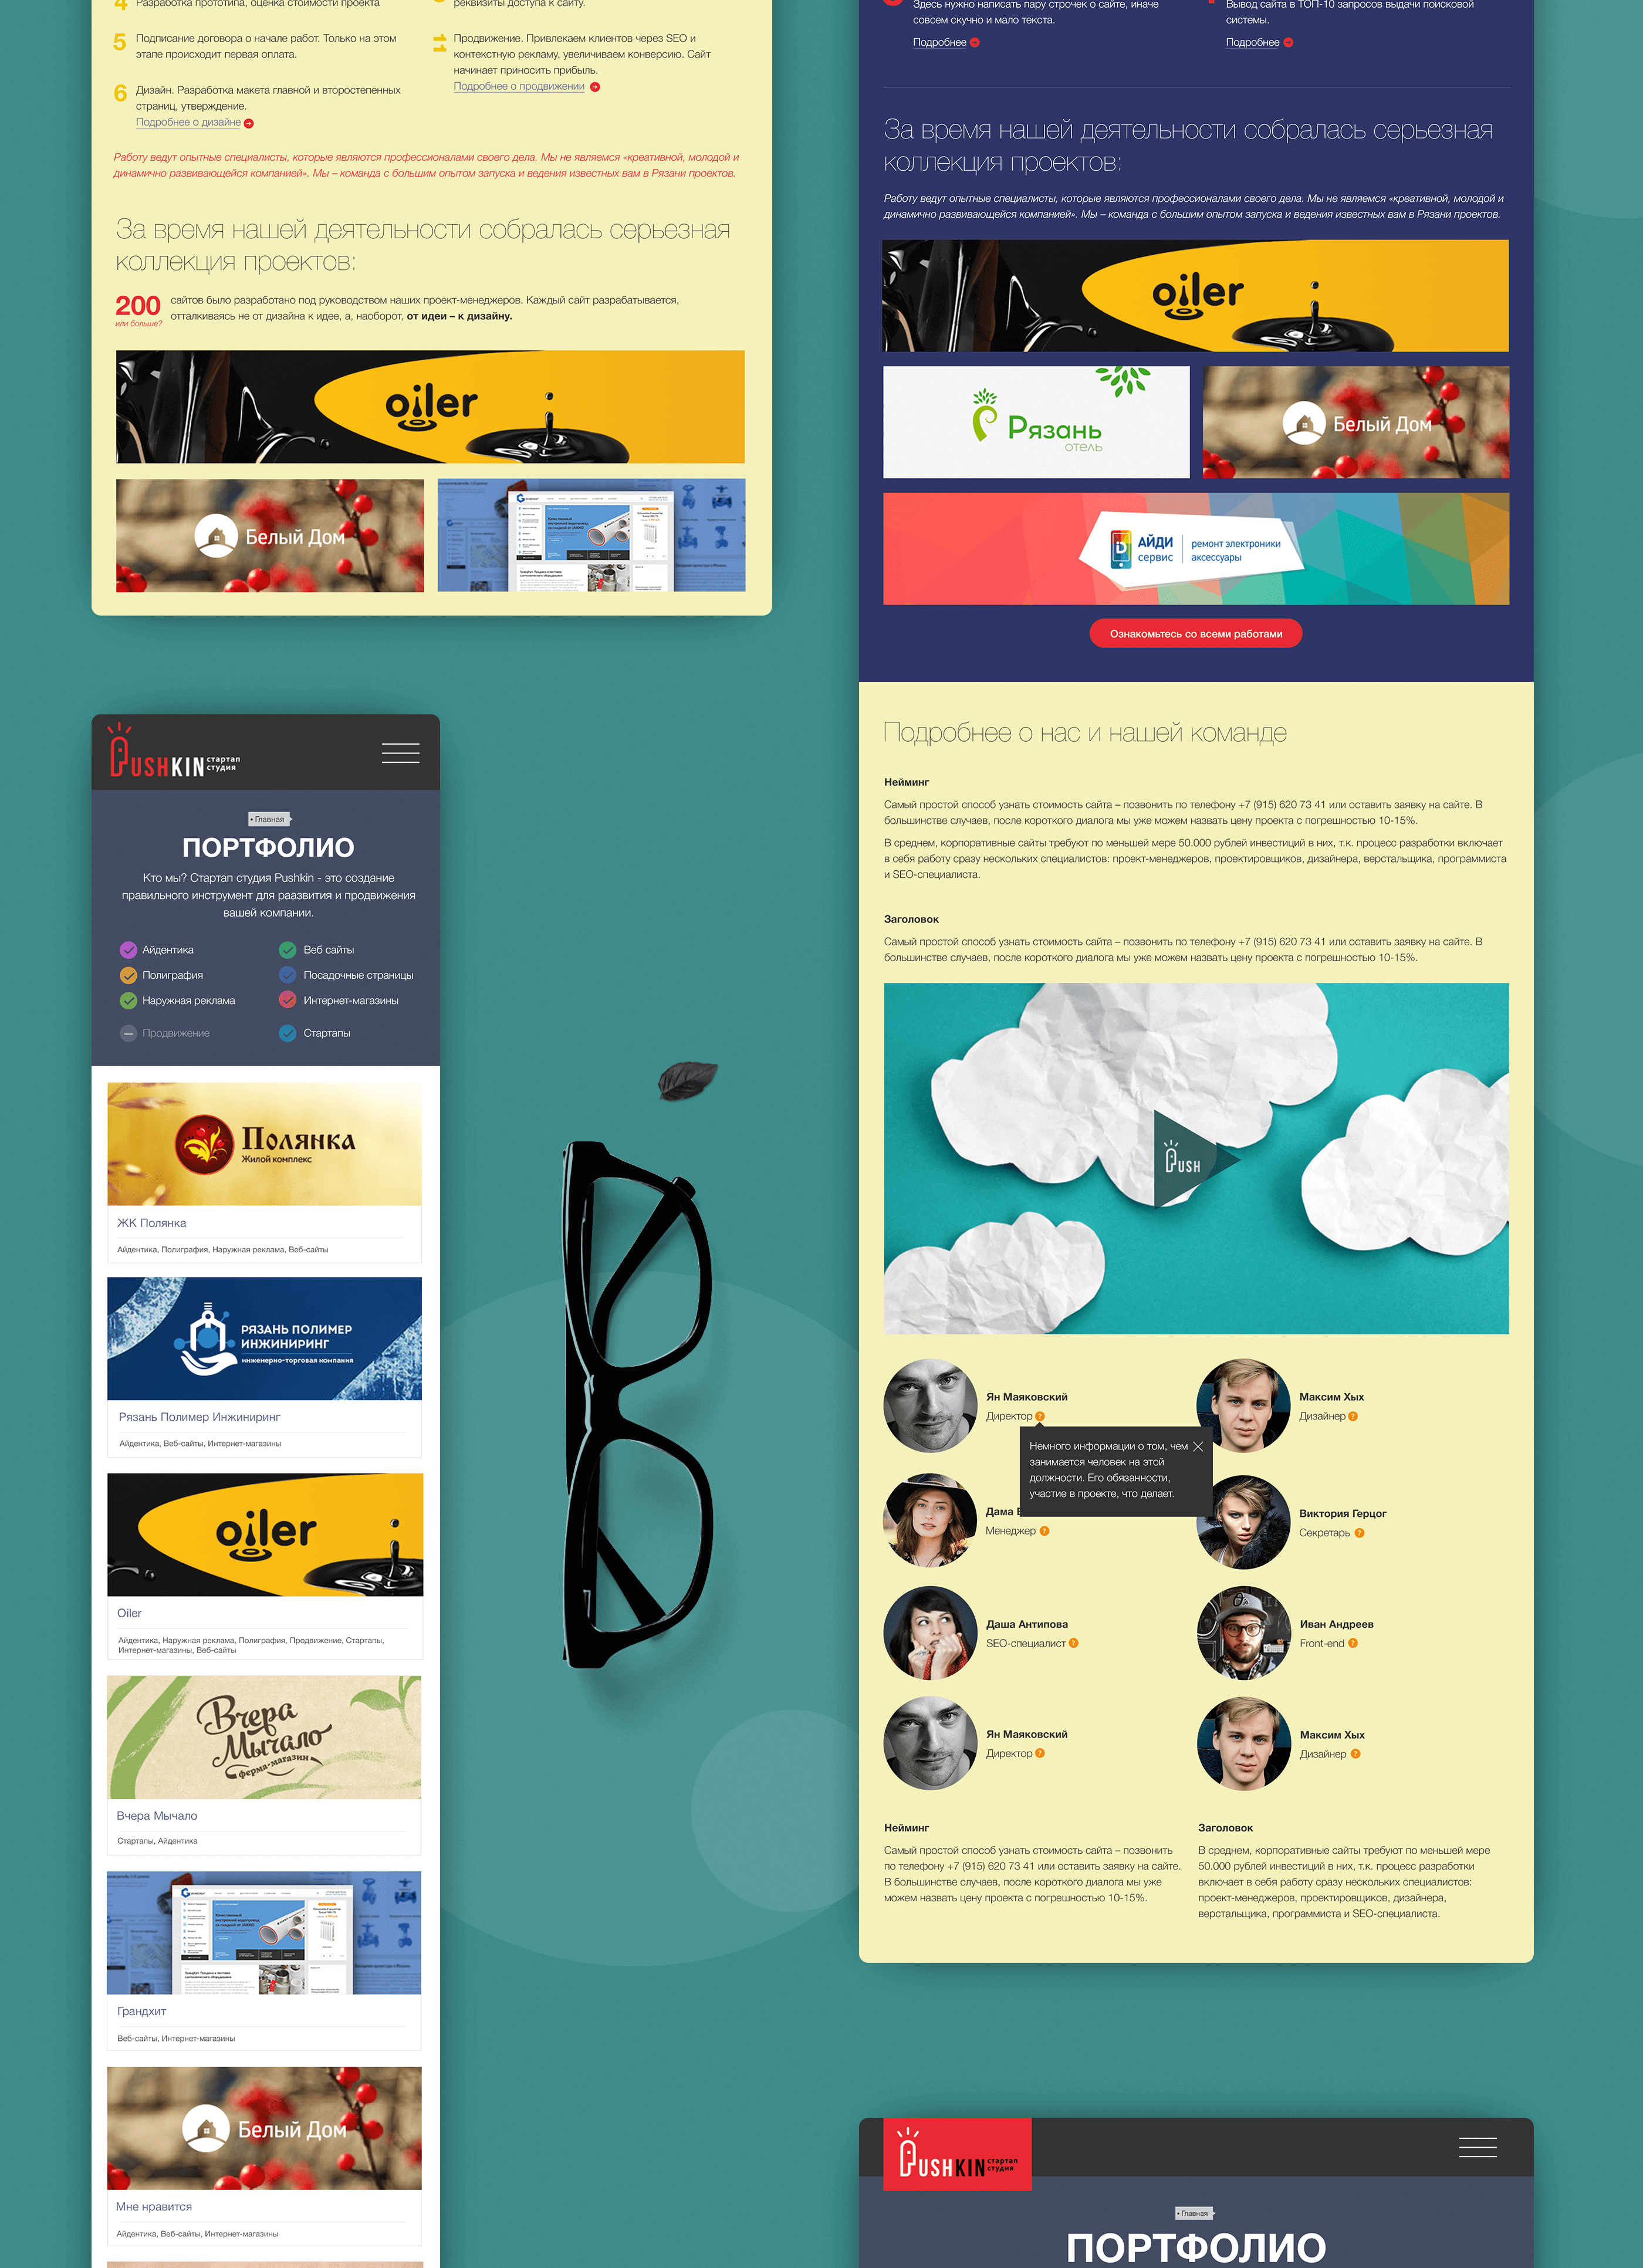 4 Разработка прототипа, оценка стоимости проекта
5 Подписание договора о начале работ. Только на этом
этапе происходит первая оплата.
6 Дизайн. Разработка макета главной и второстепенных
страниц, утверждение.
Подробнее о дизайне
реквизиты доступа к сайту.
11 Продвижение. Привлекаем клиентов через SEO и
контекстную рекламу, увеличиваем конверсию. Сайт
начинает приносить прибыль.
Подробнее о продвижении
Работу ведут опытные специалисты, которые являются профессионалами своего дела. Мы не являемся «креативной, молодой и
динамично развивающейся компанией». Мы – команда с большим опытом запуска и ведения известных вам в Рязани проектов.
За время нашей деятельности собралась серьезная
коллекция проектов:
200
или больше?
сайтов было разработано под руководством наших проект-менеджеров. Каждый сайт разрабатывается,
отталкиваясь не от дизайна к идее, а, наоборот, от идеи – к дизайну.
oiler
Белый Дом
PUSHKIN стартап
студия
• Главная
ПОРТФОЛИО
Кто мы? Стартап студия Pushkin - это создание
правильного инструмент для раазвития и продвижения
вашей компании.
Айдентика
Веб сайты
Полиграфия
Посадочные страницы
Наружная реклама
Интернет-магазины
Продвижение
Стартапы
Полянка
Жилой комплекс
ЖК Полянка
Айдентика, Полиграфия, Наружная реклама, Веб-сайты
РЯЗАНЬ ПОЛИМЕР
ИНЖИНИРИНГ
инженерно-торговая компания
Рязань Полимер Инжиниринг
Айдентика, Веб-сайты, Интернет-магазины
oiler
Oiler
Айдентика, Наружная реклама, Полиграфия, Продвижение, Стартапы,
Интернет-магазины, Веб-сайты
Вчера
Мычало
ферма-магазин
Вчера Мычало
Стартапы, Айдентика
Грандхит
Веб-сайты, Интернет-магазины
Белый Дом
Мне нравится
Айдентика, Веб-сайты, Интернет-магазины
Здесь нужно написать пару строчек о сайте, иначе
совсем скучно и мало текста.
Подробнее
Вывод сайта в ТОП-10 запросов выдачи поисковой
системы.
Подробнее
За время нашей деятельности собралась серьезная
коллекция проектов:
Работу ведут опытные специалисты, которые являются профессионалами своего дела. Мы не являемся «креативной, молодой и
динамично развивающейся компанией». Мы – команда с большим опытом запуска и ведения известных вам в Рязани проектов.
oiler
Рязань
отель
Белый Дом
АЙДИ
сервис
ремонт электроники
аксессуары
Ознакомьтесь со всеми работами
Подробнее о нас и нашей команде
Нейминг
Самый простой способ узнать стоимость сайта – позвонить по телефону +7 (915) 620 73 41 или оставить заявку на сайте. В
большинстве случаев, после короткого диалога мы уже можем назвать цену проекта с погрешностью 10-15%.
В среднем, корпоративные сайты требуют по меньшей мере 50.000 рублей инвестиций в них, т.к. процесс разработки включает
в себя работу сразу нескольких специалистов: проект-менеджеров, проектировщиков, дизайнера, верстальщика, программиста
и SEO-специалиста.
Заголовок
Самый простой способ узнать стоимость сайта – позвонить по телефону +7 (915) 620 73 41 или оставить заявку на сайте. В
большинстве случаев, после короткого диалога мы уже можем назвать цену проекта с погрешностью 10-15%.
PUSH
Ян Маяковский
Директор ?
Максим Хых
Дизайнер ?
Немного информации о том, чем
занимается человек на этой
должности. Его обязанности,
участие в проекте, что делает.
Дама
Менеджер ?
Виктория Герцог
Секретарь ?
Даша Антипова
SEO-специалист ?
Иван Андреев
Front-end ?
Ян Маяковский
Директор ?
Максим Хых
Дизайнер ?
Нейминг
Самый простой способ узнать стоимость сайта – позвонить
по телефону +7 (915) 620 73 41 или оставить заявку на сайте.
В большинстве случаев, после короткого диалога мы уже
можем назвать цену проекта с погрешностью 10-15%.
Заголовок
В среднем, корпоративные сайты требуют по меньшей мере
50.000 рублей инвестиций в них, т.к. процесс разработки
включает в себя работу сразу нескольких специалистов:
проект-менеджеров, проектировщиков, дизайнера,
верстальщика, программиста и SEO-специалиста.
PUSHKIN стартап
студия
• Главная
ПОРТФОЛИО